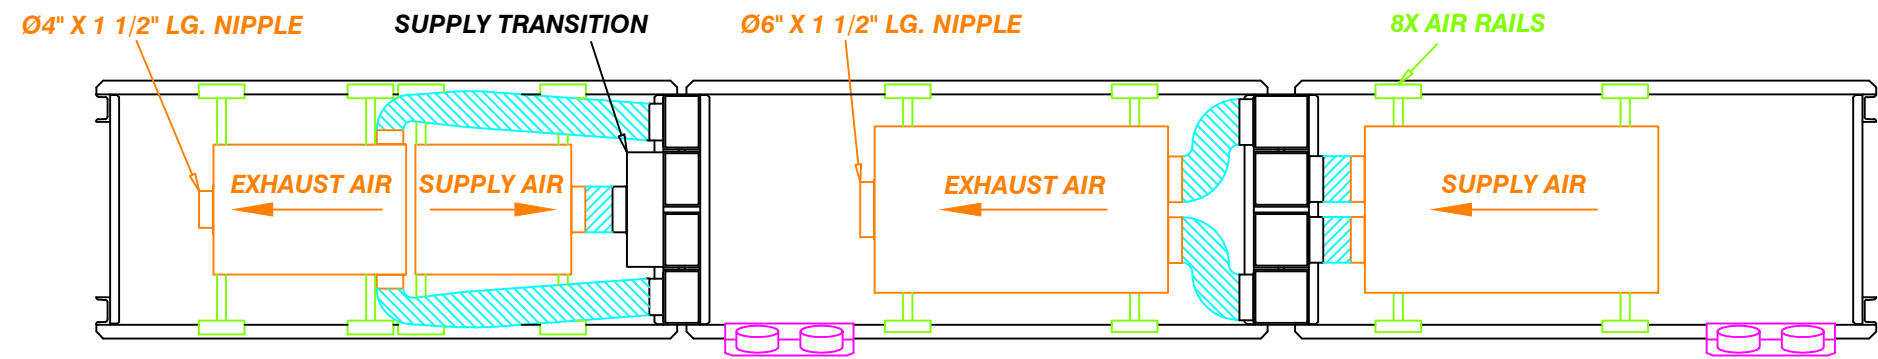 Ø4" X 1 1/2" LG. NIPPLE
SUPPLY TRANSITION
Ø6" X 1 1/2" LG. NIPPLE
8X AIR RAILS
EXHAUST AIR
SUPPLY AIR
EXHAUST AIR
SUPPLY AIR